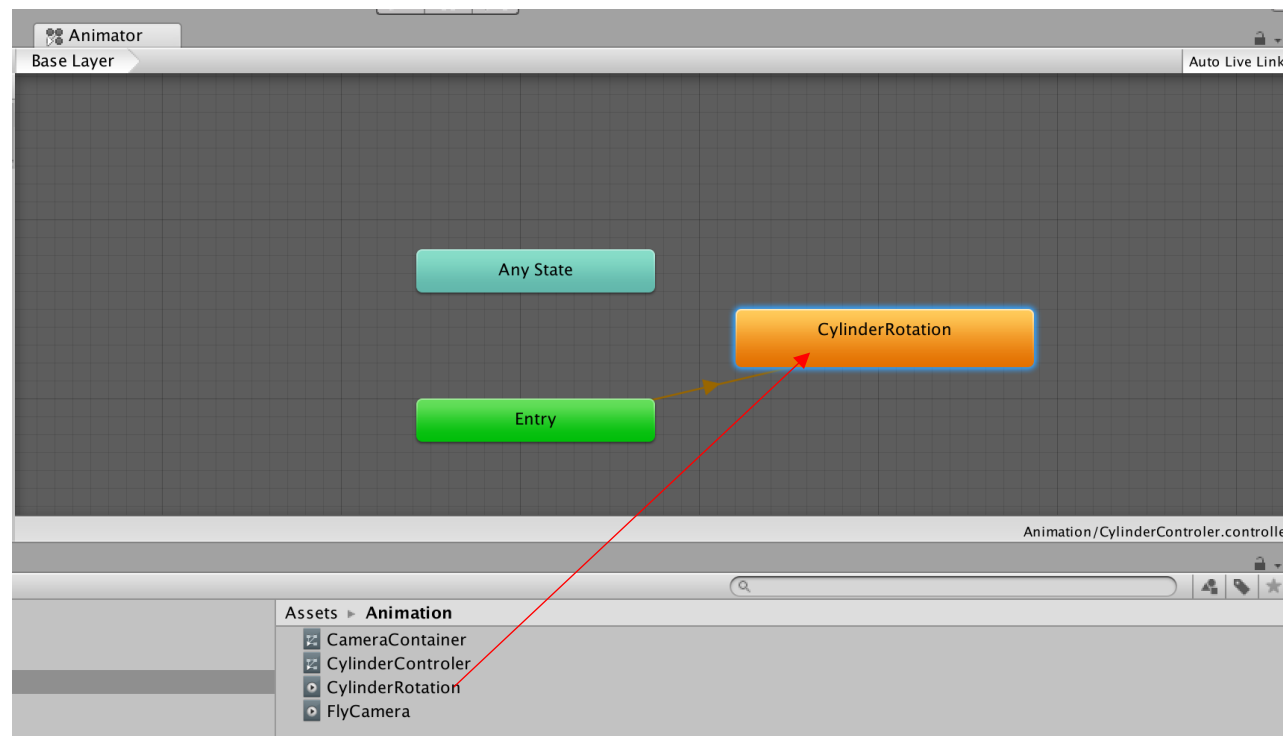 Animator
Base Layer
Auto Live Link
Any State
CylinderRotation
Entry
Animation/CylinderControler.controlle
Assets ▸ Animation
CameraContainer
CylinderControler
CylinderRotation
FlyCamera